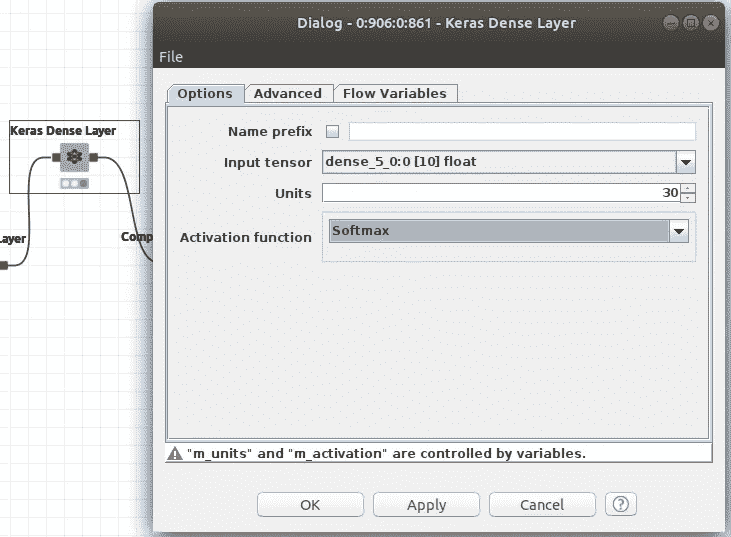 Dialog - 0:906:0:861 - Keras Dense Layer
File
Options Advanced Flow Variables
Keras Dense Layer
Name prefix
Input tensor dense_5_0:0 [10] float
Units 30
Activation function Softmax
Layer
Comp
"m_units" and "m_activation" are controlled by variables.
OK Apply Cancel ?